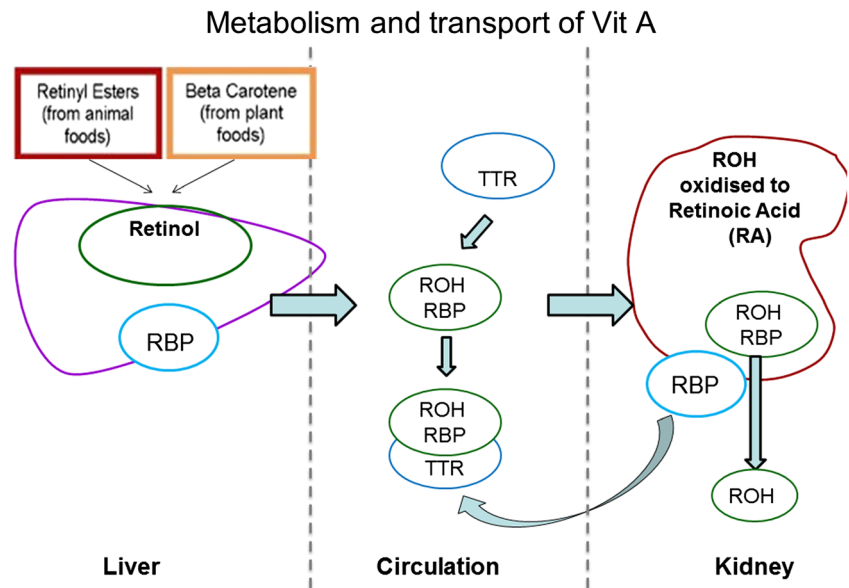 Metabolism and transport of Vit A
Retinyl Esters
(from animal
foods)
Beta Carotene
(from plant
foods)
Retinol
RBP
TTR
ROH
RBP
ROH
RBP
TTR
ROH
oxidised to
Retinoic Acid
(RA)
ROH
RBP
RBP
ROH
Liver
Circulation
Kidney